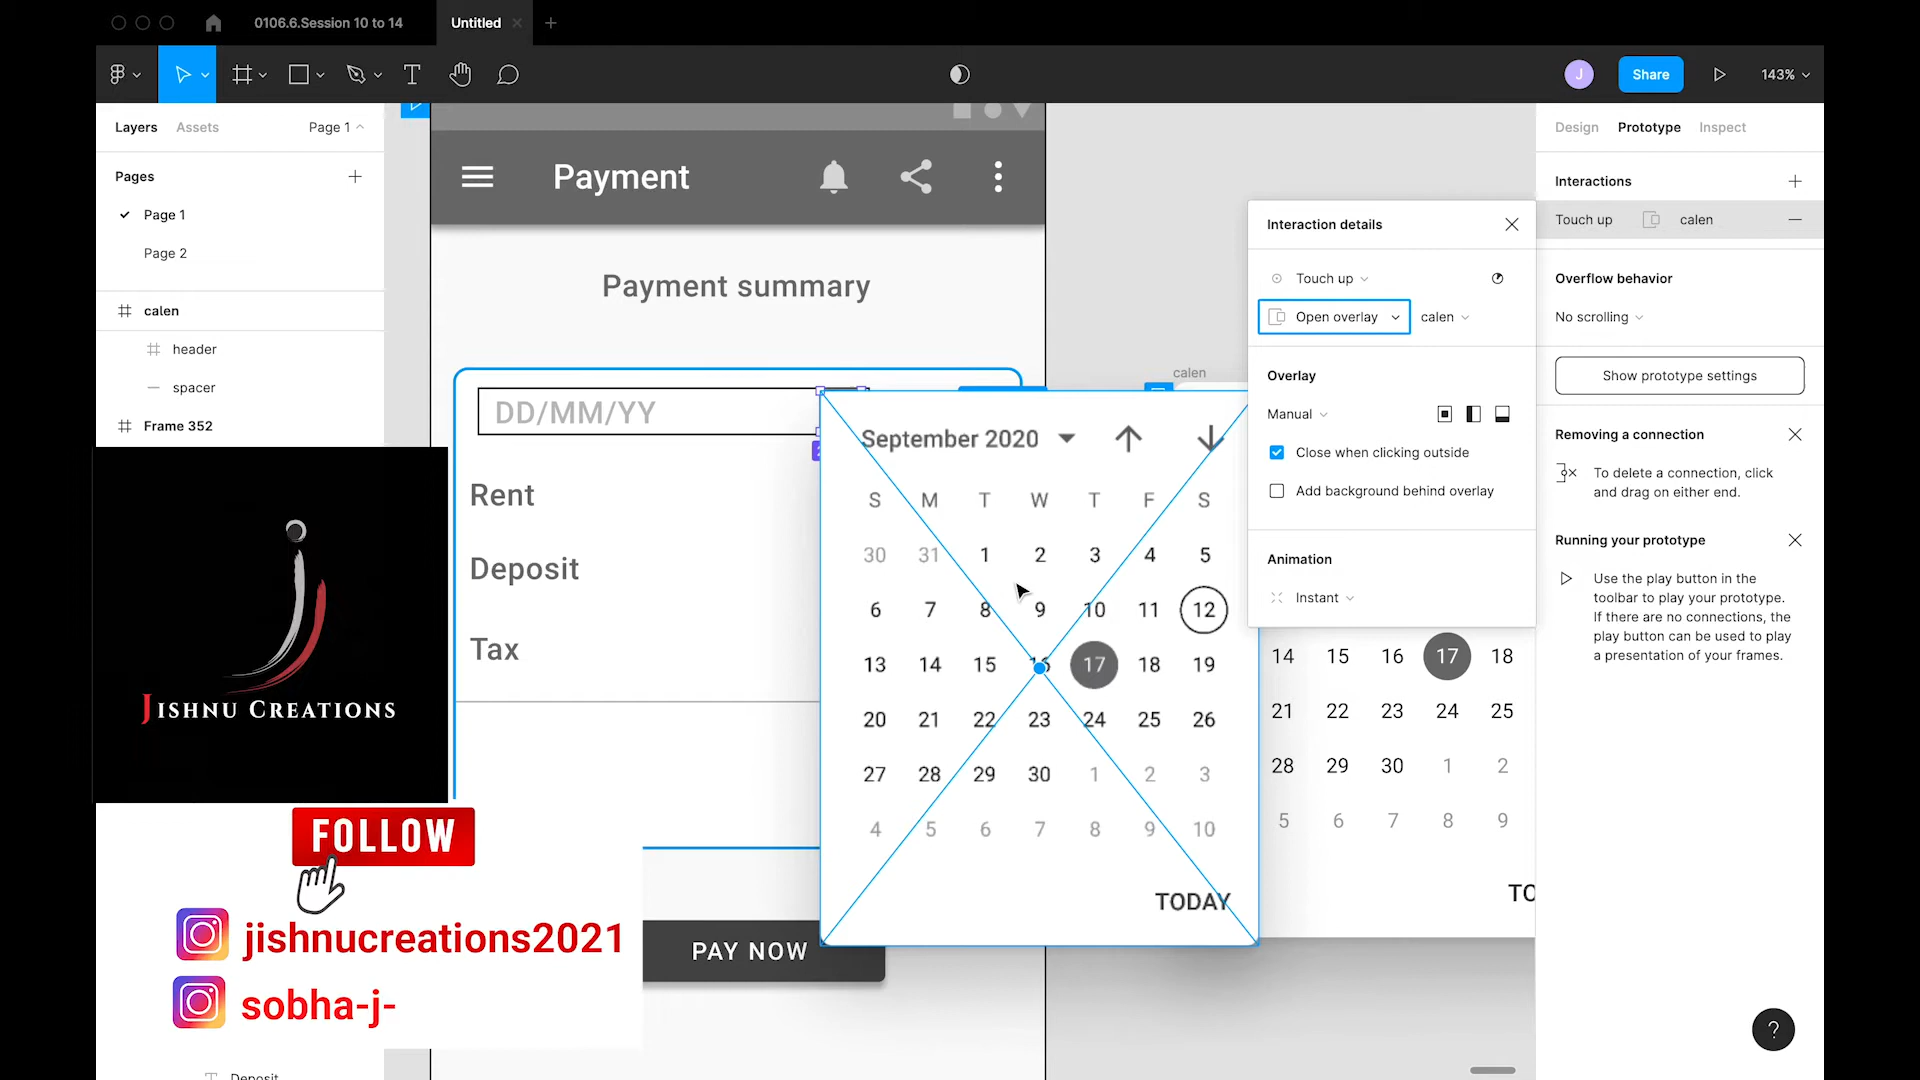 0106.6.Session 10 to 14
Untitled
J
Share
143%
Layers
Assets
Page 1
Pages
Page 1
Page 2
calen
header
spacer
Frame 352
Payment
Payment summary
DD/MM/YY
Rent
Deposit
Tax
PAY NOW
September 2020
S M T W T F S
30 31 1 2 3 4 5
6 7 8 9 10 11 12
13 14 15 16 17 18 19
20 21 22 23 24 25 26
27 28 29 30 1 2 3
4 5 6 7 8 9 10
TODAY
calen
14 15 16 17 18
21 22 23 24 25
28 29 30 1 2
5 6 7 8 9
TO
Interaction details
Touch up
Open overlay
calen
Overlay
Manual
Close when clicking outside
Add background behind overlay
Animation
Instant
Design
Prototype
Inspect
Interactions
Touch up
calen
Overflow behavior
No scrolling
Show prototype settings
Removing a connection
To delete a connection, click
and drag on either end.
Running your prototype
Use the play button in the
toolbar to play your prototype.
If there are no connections, the
play button can be used to play
a presentation of your frames.
?
JISHNU CREATIONS
FOLLOW
jishnucreations2021
sobha-j-
Deposit